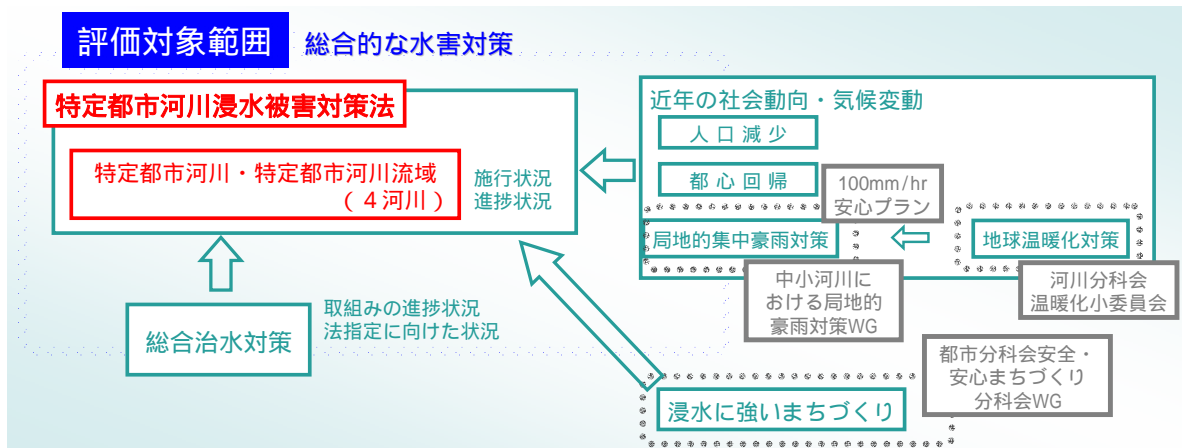 評価対象範囲
総合的な水害対策
特定都市河川浸水被害対策法
特定都市河川・特定都市河川流域
(４河川)
施行状況
進捗状況
近年の社会動向・気候変動
人口減少
都心回帰
100mm/hr
安心プラン
局地的集中豪雨対策
地球温暖化対策
中小河川に
おける局地的
豪雨対策WG
河川分科会
温暖化小委員会
総合治水対策
取組みの進捗状況
法指定に向けた状況
都市分科会安全・
安心まちづくり
分科会WG
浸水に強いまちづくり